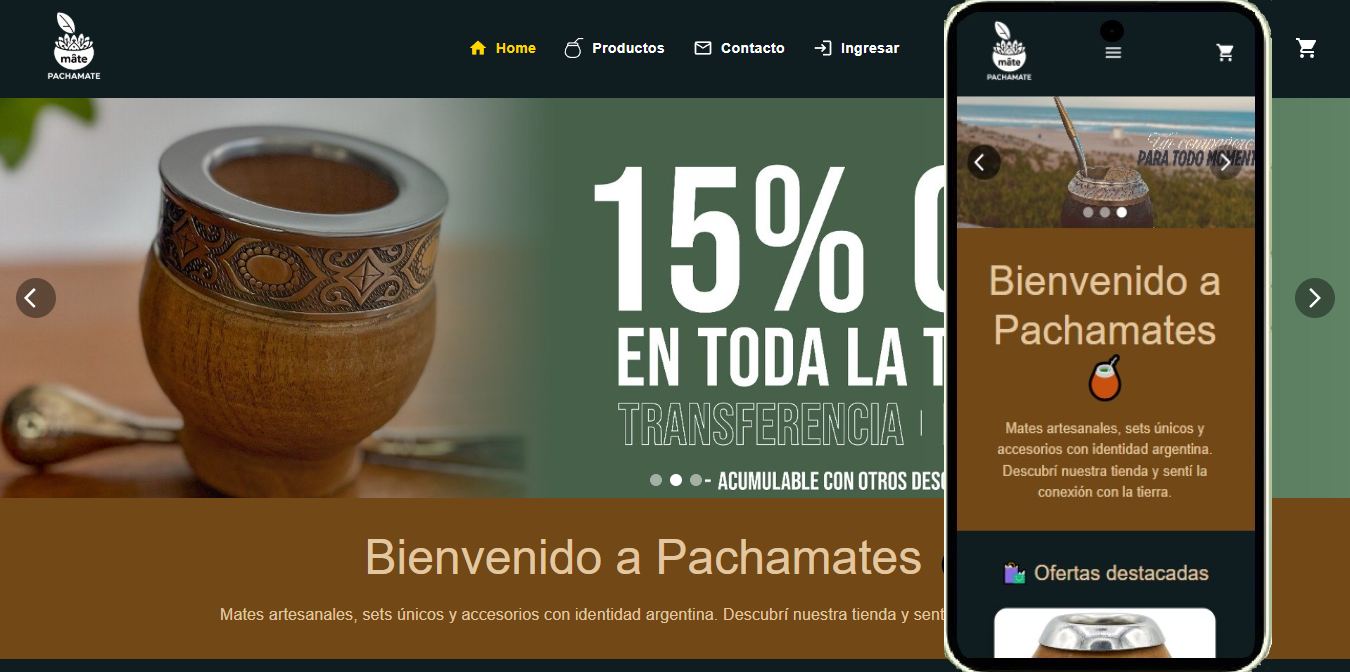 mâte
PACHAMATE
Home
Productos
Contacto
Ingresar
15%
EN TODA LA
TRANSFERENCIA
- ACUMULABLE CON OTROS
Bienvenido a Pachamates
Mates artesanales, sets únicos y accesorios con identidad argentina. Descubrí nuestra tienda y sent
mâte
PACHAMATE
Un compañero
PARA TODO MOMENT
Bienvenido a
Pachamates
Mates artesanales, sets únicos y
accesorios con identidad argentina.
Descubrí nuestra tienda y sentí la
conexión con la tierra.
Ofertas destacadas